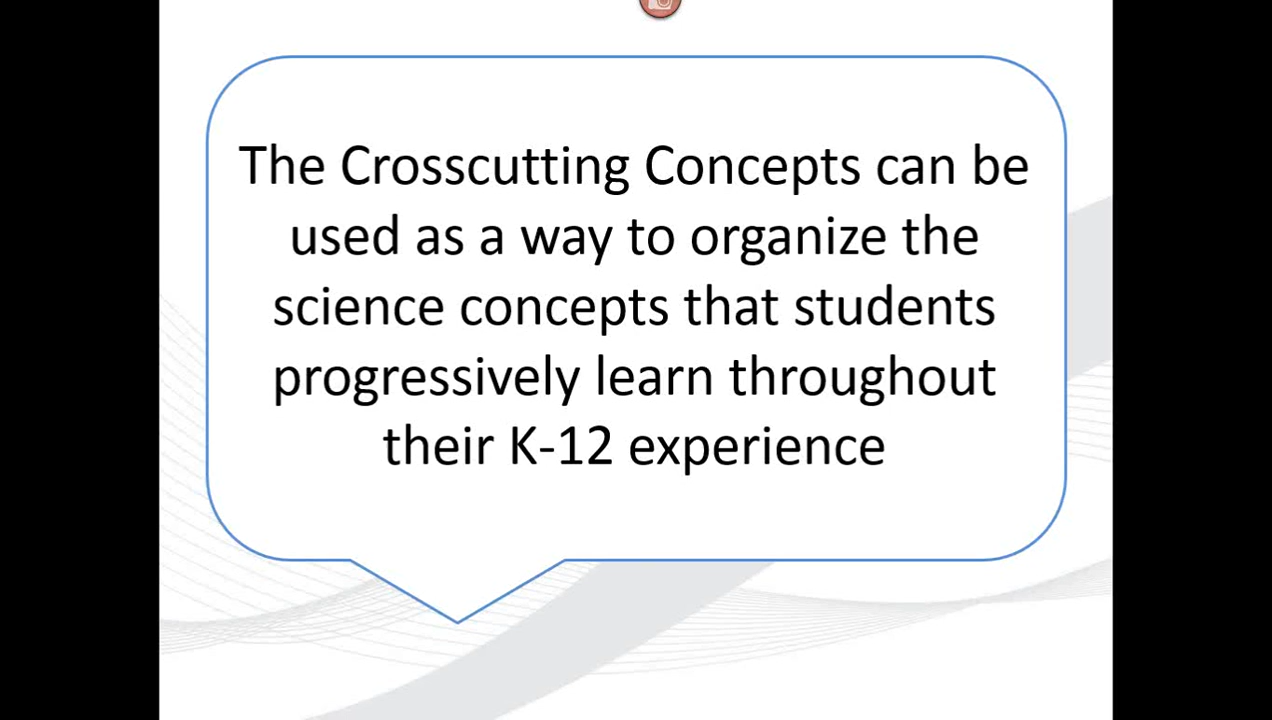 The Crosscutting Concepts can be
used as a way to organize the
science concepts that students
progressively learn throughout
their K-12 experience